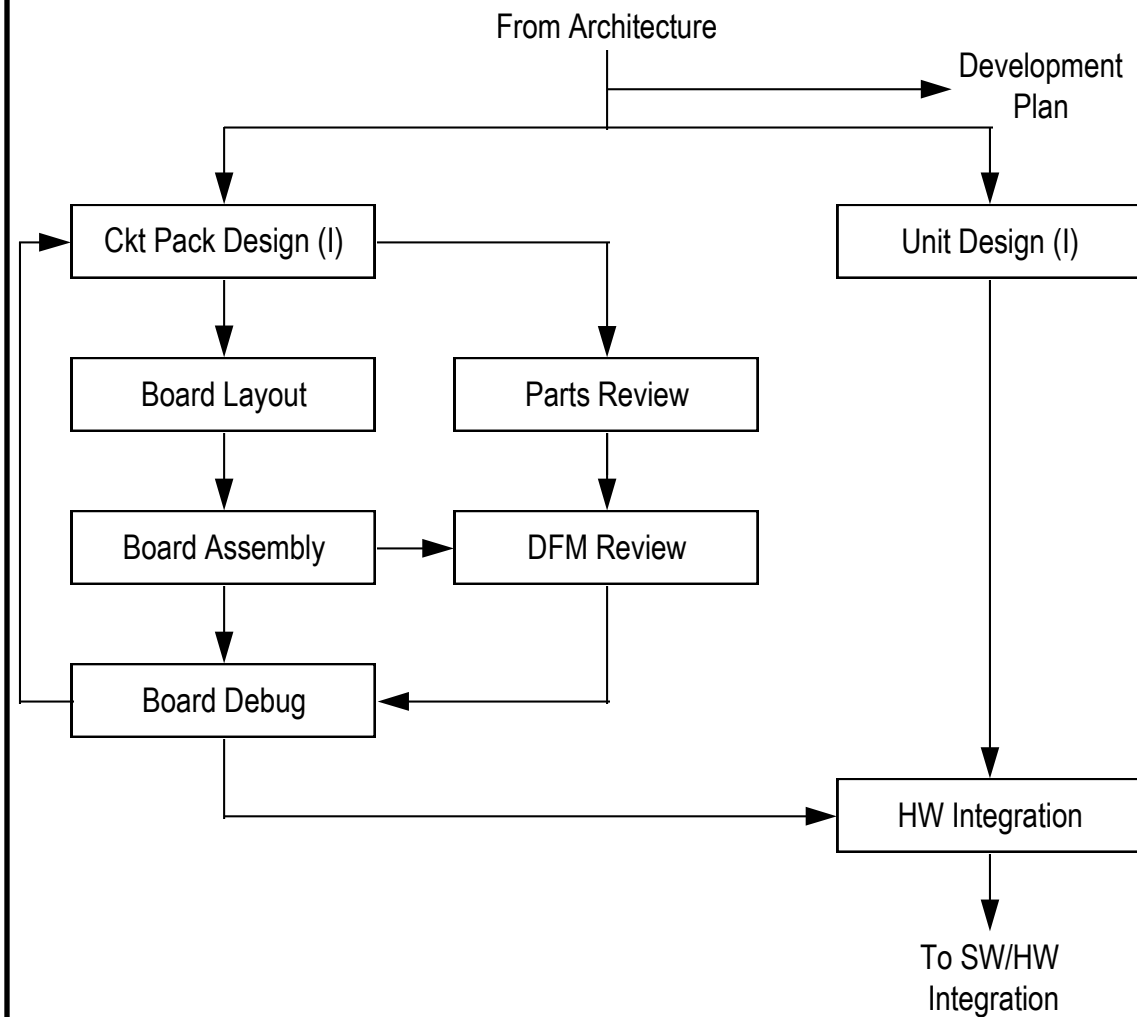 From Architecture
Development
Plan
Ckt Pack Design (I)
Unit Design (I)
Board Layout
Parts Review
Board Assembly
DFM Review
Board Debug
HW Integration
To SW/HW
Integration